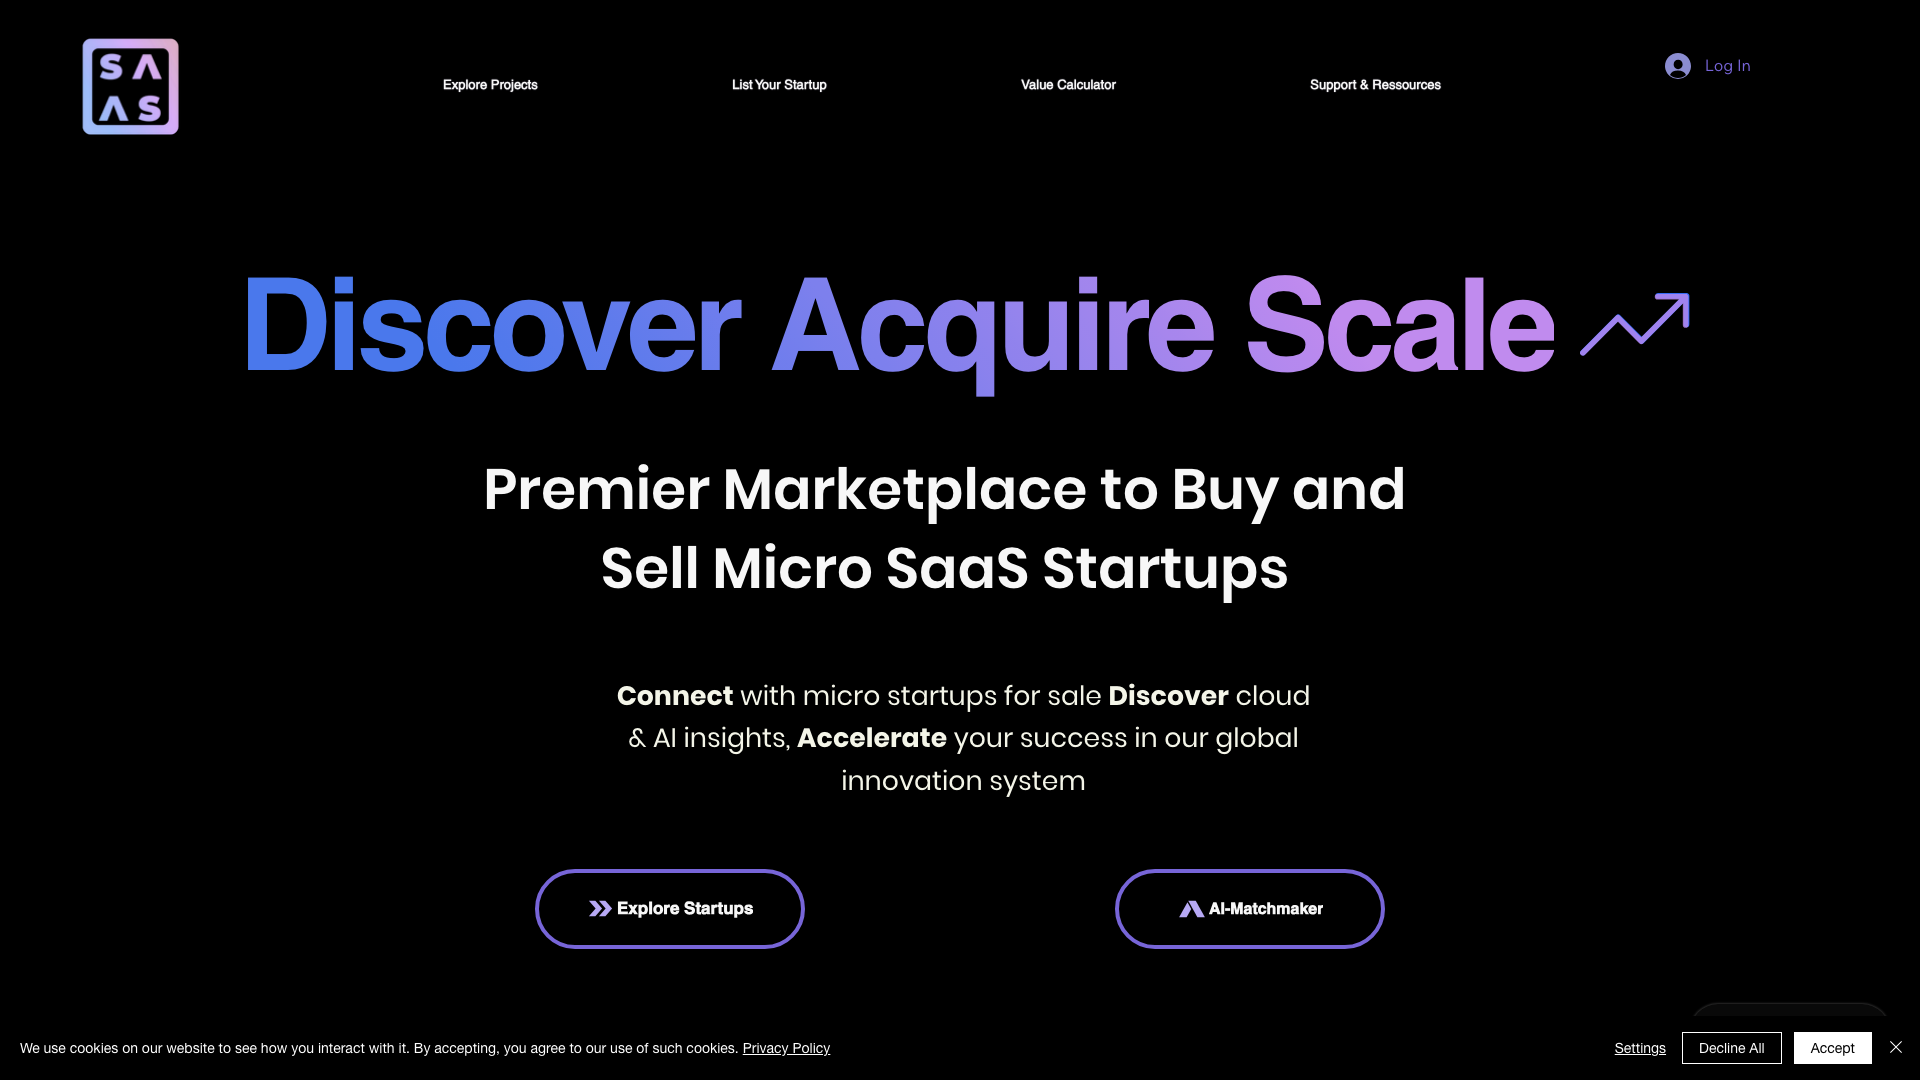 SA
AS
Explore Projects
List Your Startup
Value Calculator
Support & Ressources
Log In
Discover Acquire Scale
Premier Marketplace to Buy and
Sell Micro SaaS Startups
Connect with micro startups for sale Discover cloud
& AI insights, Accelerate your success in our global
innovation system
Explore Startups
AI-Matchmaker
We use cookies on our website to see how you interact with it. By accepting, you agree to our use of such cookies. Privacy Policy
Settings
Decline All
Accept